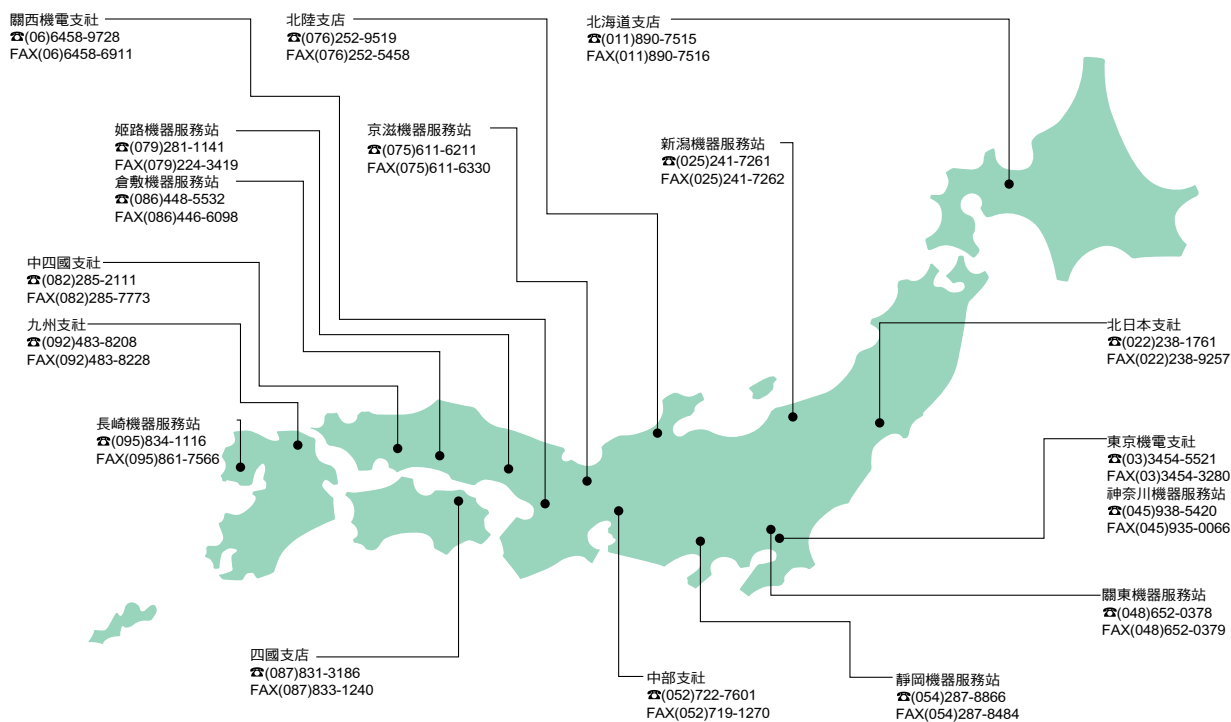 關西機電支社
☎(06)6458-9728
FAX(06)6458-6911
北陸支店
☎(076)252-9519
FAX(076)252-5458
北海道支店
☎(011)890-7515
FAX(011)890-7516
姬路機器服務站
☎(079)281-1141
FAX(079)224-3419
倉敷機器服務站
☎(086)448-5532
FAX(086)446-6098
京滋機器服務站
☎(075)611-6211
FAX(075)611-6330
新潟機器服務站
☎(025)241-7261
FAX(025)241-7262
中四國支社
☎(082)285-2111
FAX(082)285-7773
九州支社
☎(092)483-8208
FAX(092)483-8228
長崎機器服務站
☎(095)834-1116
FAX(095)861-7566
北日本支社
☎(022)238-1761
FAX(022)238-9257
東京機電支社
☎(03)3454-5521
FAX(03)3454-3280
神奈川機器服務站
☎(045)938-5420
FAX(045)935-0066
關東機器服務站
☎(048)652-0378
FAX(048)652-0379
四國支店
☎(087)831-3186
FAX(087)833-1240
中部支社
☎(052)722-7601
FAX(052)719-1270
靜岡機器服務站
☎(054)287-8866
FAX(054)287-8484